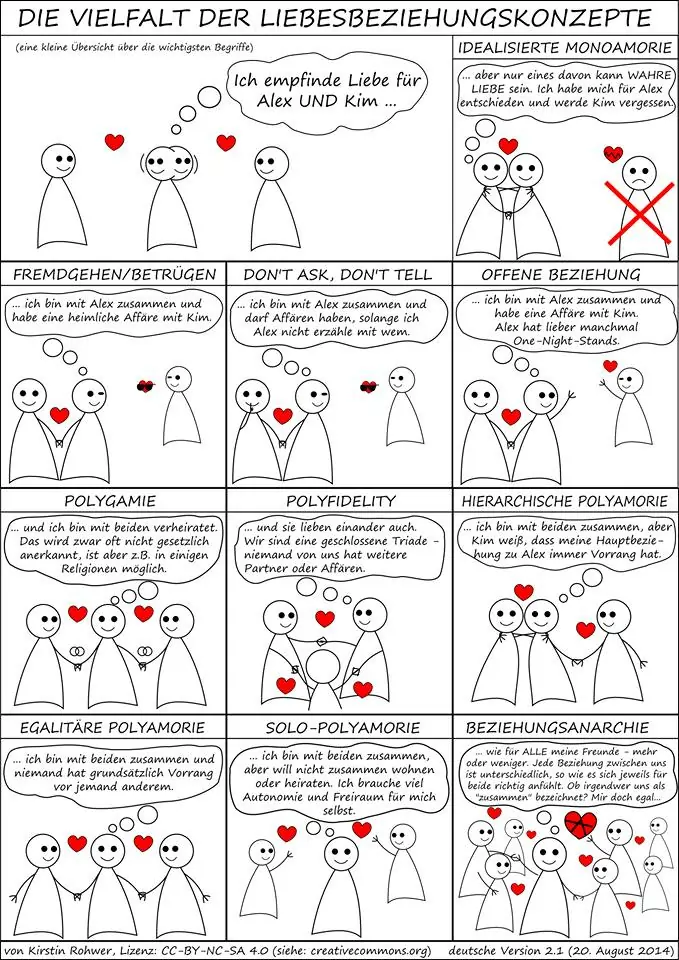 DIE VIELFALT DER LIEBESBEZIEHUNGSKONZEPTE
(eine kleine Übersicht über die wichtigsten Begriffe)
Ich empfinde Liebe für
Alex UND Kim ...
IDEALISIERTE MONOAMORIE
... aber nur eines davon kann WAHRE
LIEBE sein. Ich habe mich für Alex
entschieden und werde Kim vergessen.
FREMDGEHEN/BETRÜGEN
... ich bin mit Alex zusammen und
habe eine heimliche Affäre mit Kim.
DON'T ASK, DON'T TELL
... ich bin mit Alex zusammen und
darf Affären haben, solange ich
Alex nicht erzähle mit wem.
OFFENE BEZIEHUNG
... ich bin mit Alex zusammen und
habe eine Affäre mit Kim.
Alex hat lieber manchmal
One-Night-Stands.
POLYGAMIE
... und ich bin mit beiden verheiratet.
Das wird zwar oft nicht gesetzlich
anerkannt, ist aber z.B. in einigen
Religionen möglich.
POLYFIDELITY
... und sie lieben einander auch.
Wir sind eine geschlossene Triade -
niemand von uns hat weitere
Partner oder Affären.
HIERARCHISCHE POLYAMORIE
... ich bin mit beiden zusammen, aber
Kim weiß, dass meine Hauptbezie-
hung zu Alex immer Vorrang hat.
EGALITÄRE POLYAMORIE
... ich bin mit beiden zusammen und
niemand hat grundsätzlich Vorrang
vor jemand anderem.
SOLO-POLYAMORIE
... ich bin mit beiden zusammen,
aber will nicht zusammen wohnen
oder heiraten. Ich brauche viel
Autonomie und Freiraum für mich
selbst.
BEZIEHUNGSANARCHIE
... wie für ALLE meine Freunde - mehr
oder weniger. Jede Beziehung zwischen uns
ist unterschiedlich, so wie es sich jeweils für
beide richtig anfühlt. Ob irgendwer uns als
"zusammen" bezeichnet? Mir doch egal...
von Kirstin Rohwer, Lizenz: CC-BY-NC-SA 4.0 (siehe: creativecommons.org) deutsche Version 2.1 (20. August 2014)